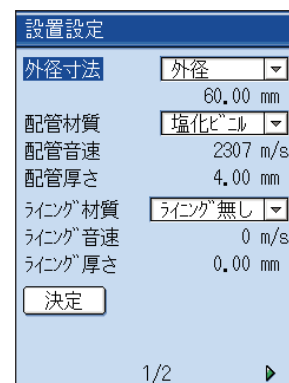 設置設定
外径寸法 外径
60.00 mm
配管材質 塩化ﾋﾞﾆﾙ
配管音速 2307 m/s
配管厚さ 4.00 mm
ﾗｲﾆﾝｸﾞ材質 ﾗｲﾆﾝｸﾞ無し
ﾗｲﾆﾝｸﾞ音速 0 m/s
ﾗｲﾆﾝｸﾞ厚さ 0.00 mm
決定
1/2